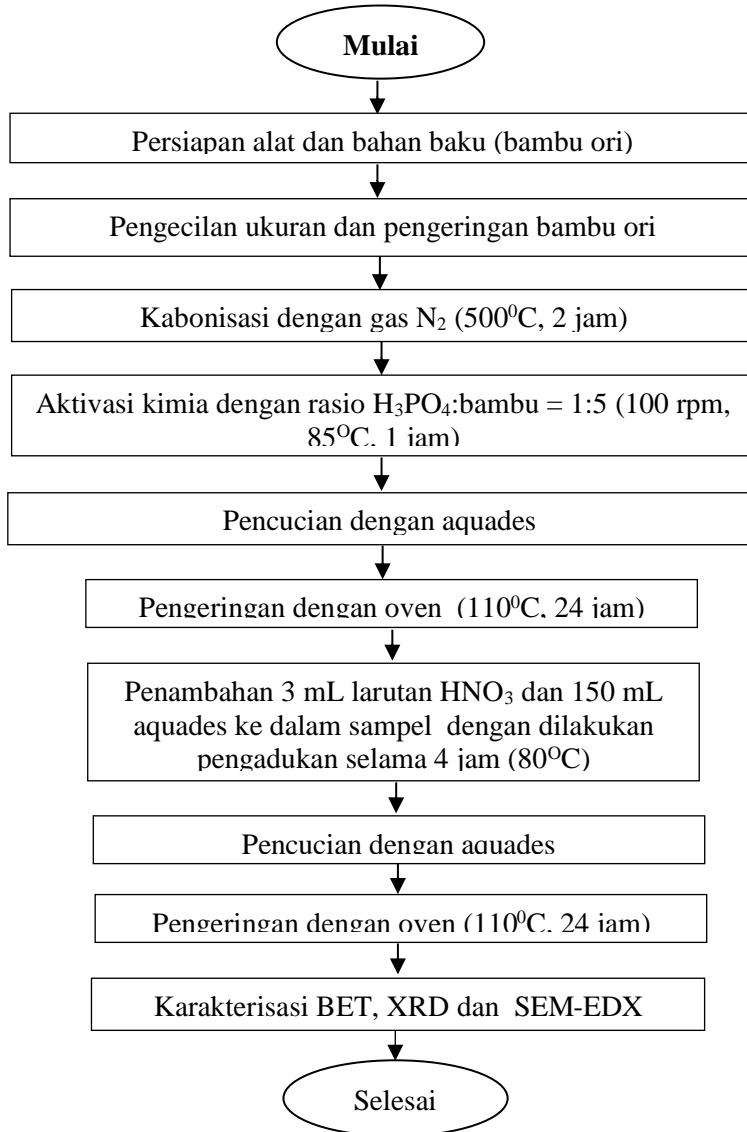 Mulai
Persiapan alat dan bahan baku (bambu ori)
Pengecilan ukuran dan pengeringan bambu ori
Kabonisasi dengan gas N₂ (500⁰C, 2 jam)
Aktivasi kimia dengan rasio H₃PO₄:bambu = 1:5 (100 rpm,
85ᴼC, 1 jam)
Pencucian dengan aquades
Pengeringan dengan oven (110⁰C, 24 jam)
Penambahan 3 mL larutan HNO₃ dan 150 mL
aquades ke dalam sampel dengan dilakukan
pengadukan selama 4 jam (80ᴼC)
Pencucian dengan aquades
Pengeringan dengan oven (110⁰C, 24 jam)
Karakterisasi BET, XRD dan SEM-EDX
Selesai